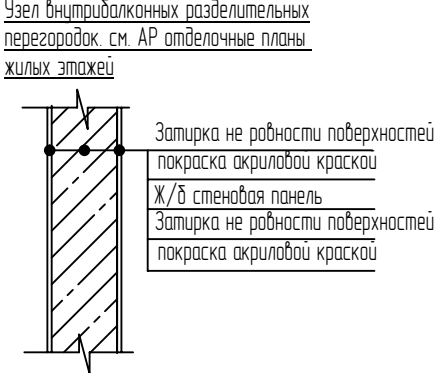 Узел внутрибалконных разделительных
перегородок. см. АР отделочные планы
жилых этажей
Затирка не ровности поверхностей
покраска акриловой краской
Ж/б стеновая панель
Затирка не ровности поверхностей
покраска акриловой краской